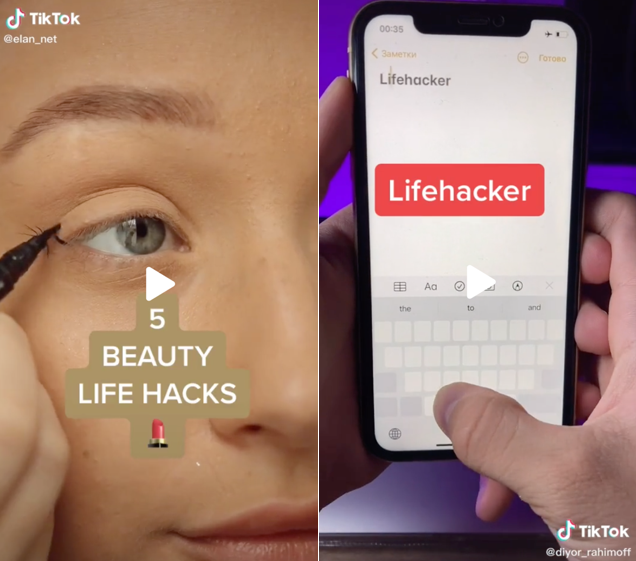 TikTok
@elan_net
5
BEAUTY
LIFE HACKS
00:35
Заметки
Готово
Lifehacker
Lifehacker
Aa
the to and
TikTok
@diyor_rahimoff